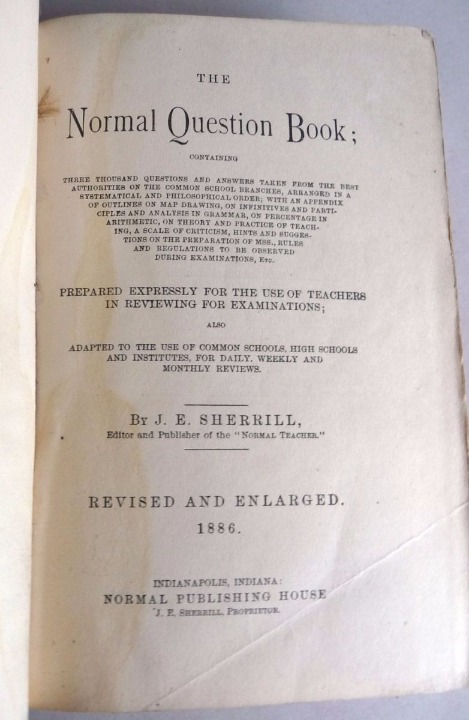 THE
Normal Question Book;
CONTAINING
THREE THOUSAND QUESTIONS AND ANSWERS TAKEN FROM THE BEST
AUTHORITIES ON THE COMMON SCHOOL BRANCHES, ARRANGED IN A
SYSTEMATICAL AND PHILOSOPHICAL ORDER; WITH AN APPENDIX
OF OUTLINES ON MAP DRAWING, ON INFINITIVES AND PARTI-
CIPLES AND ANALYSIS IN GRAMMAR, ON PERCENTAGE IN
ARITHMETIC, ON THEORY AND PRACTICE OF TEACH-
ING, A SCALE OF CRITICISM, HINTS AND SUGGES-
TIONS ON THE PREPARATION OF MSS., RULES
AND REGULATIONS TO BE OBSERVED
DURING EXAMINATIONS, ETC.
PREPARED EXPRESSLY FOR THE USE OF TEACHERS
IN REVIEWING FOR EXAMINATIONS;
ALSO
ADAPTED TO THE USE OF COMMON SCHOOLS, HIGH SCHOOLS
AND INSTITUTES, FOR DAILY, WEEKLY AND
MONTHLY REVIEWS.
BY J. E. SHERRILL,
Editor and Publisher of the "NORMAL TEACHER."
REVISED AND ENLARGED.
1886.
INDIANAPOLIS, INDIANA:
NORMAL PUBLISHING HOUSE
J. E. SHERRILL, PROPRIETOR.